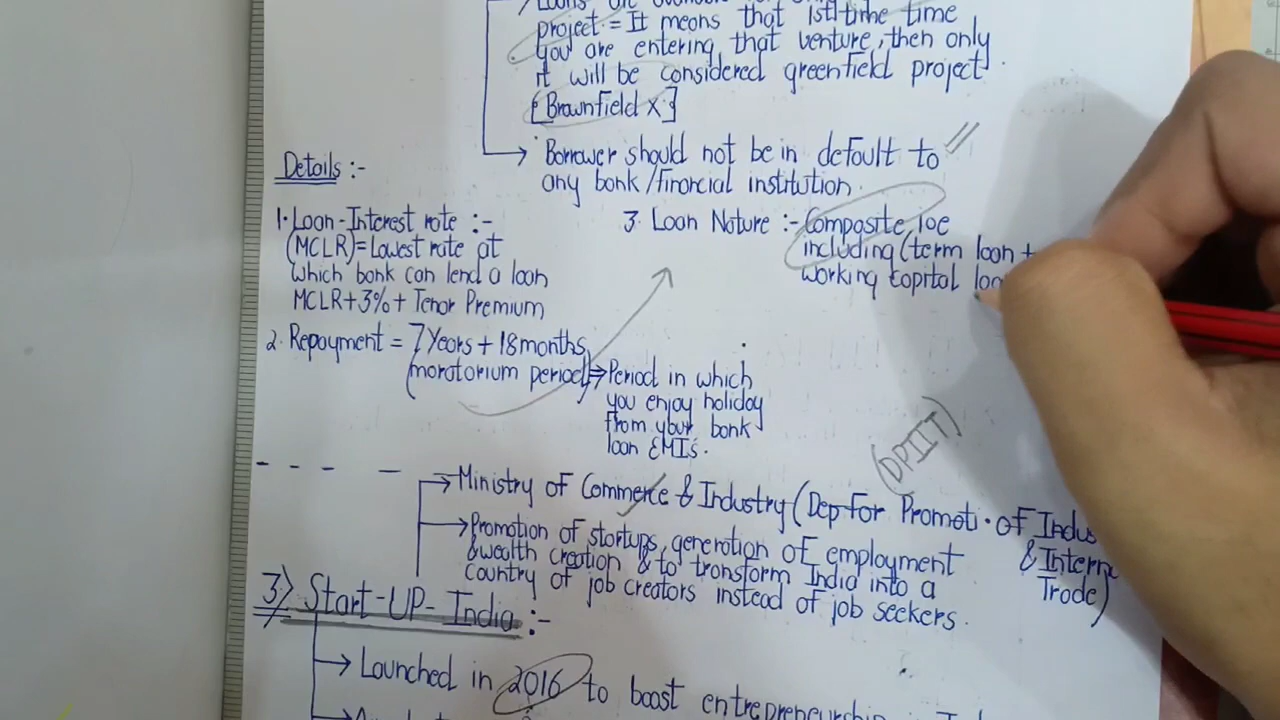 project = It means that 1st time time
you are entering that venture, then only
it will be considered greenfield project.
[Brownfield X]
Borrower should not be in default to
any bank/financial institution.
Details :-
1. Loan-Interest rate :-
(MCLR)=Lowest rate at
which bank can lend a loan
MCLR+3%+Tenor Premium
2. Repayment = 7 Years + 18 months
(moratorium period) ⇒ Period in which
you enjoy holiday
from your bank
loan EMIs.
3. Loan Nature :- Composite, ioe
including (term loan +
working capital
(DPIIT)
Ministry of Commerce & Industry (Dep for Promoti. of
& 
Trade)
Promotion of startups, generation of employment
& wealth creation & to transform India into a
country of job creators instead of job seekers.
3) Start-UP-India :-
Launched in 2016 to boost